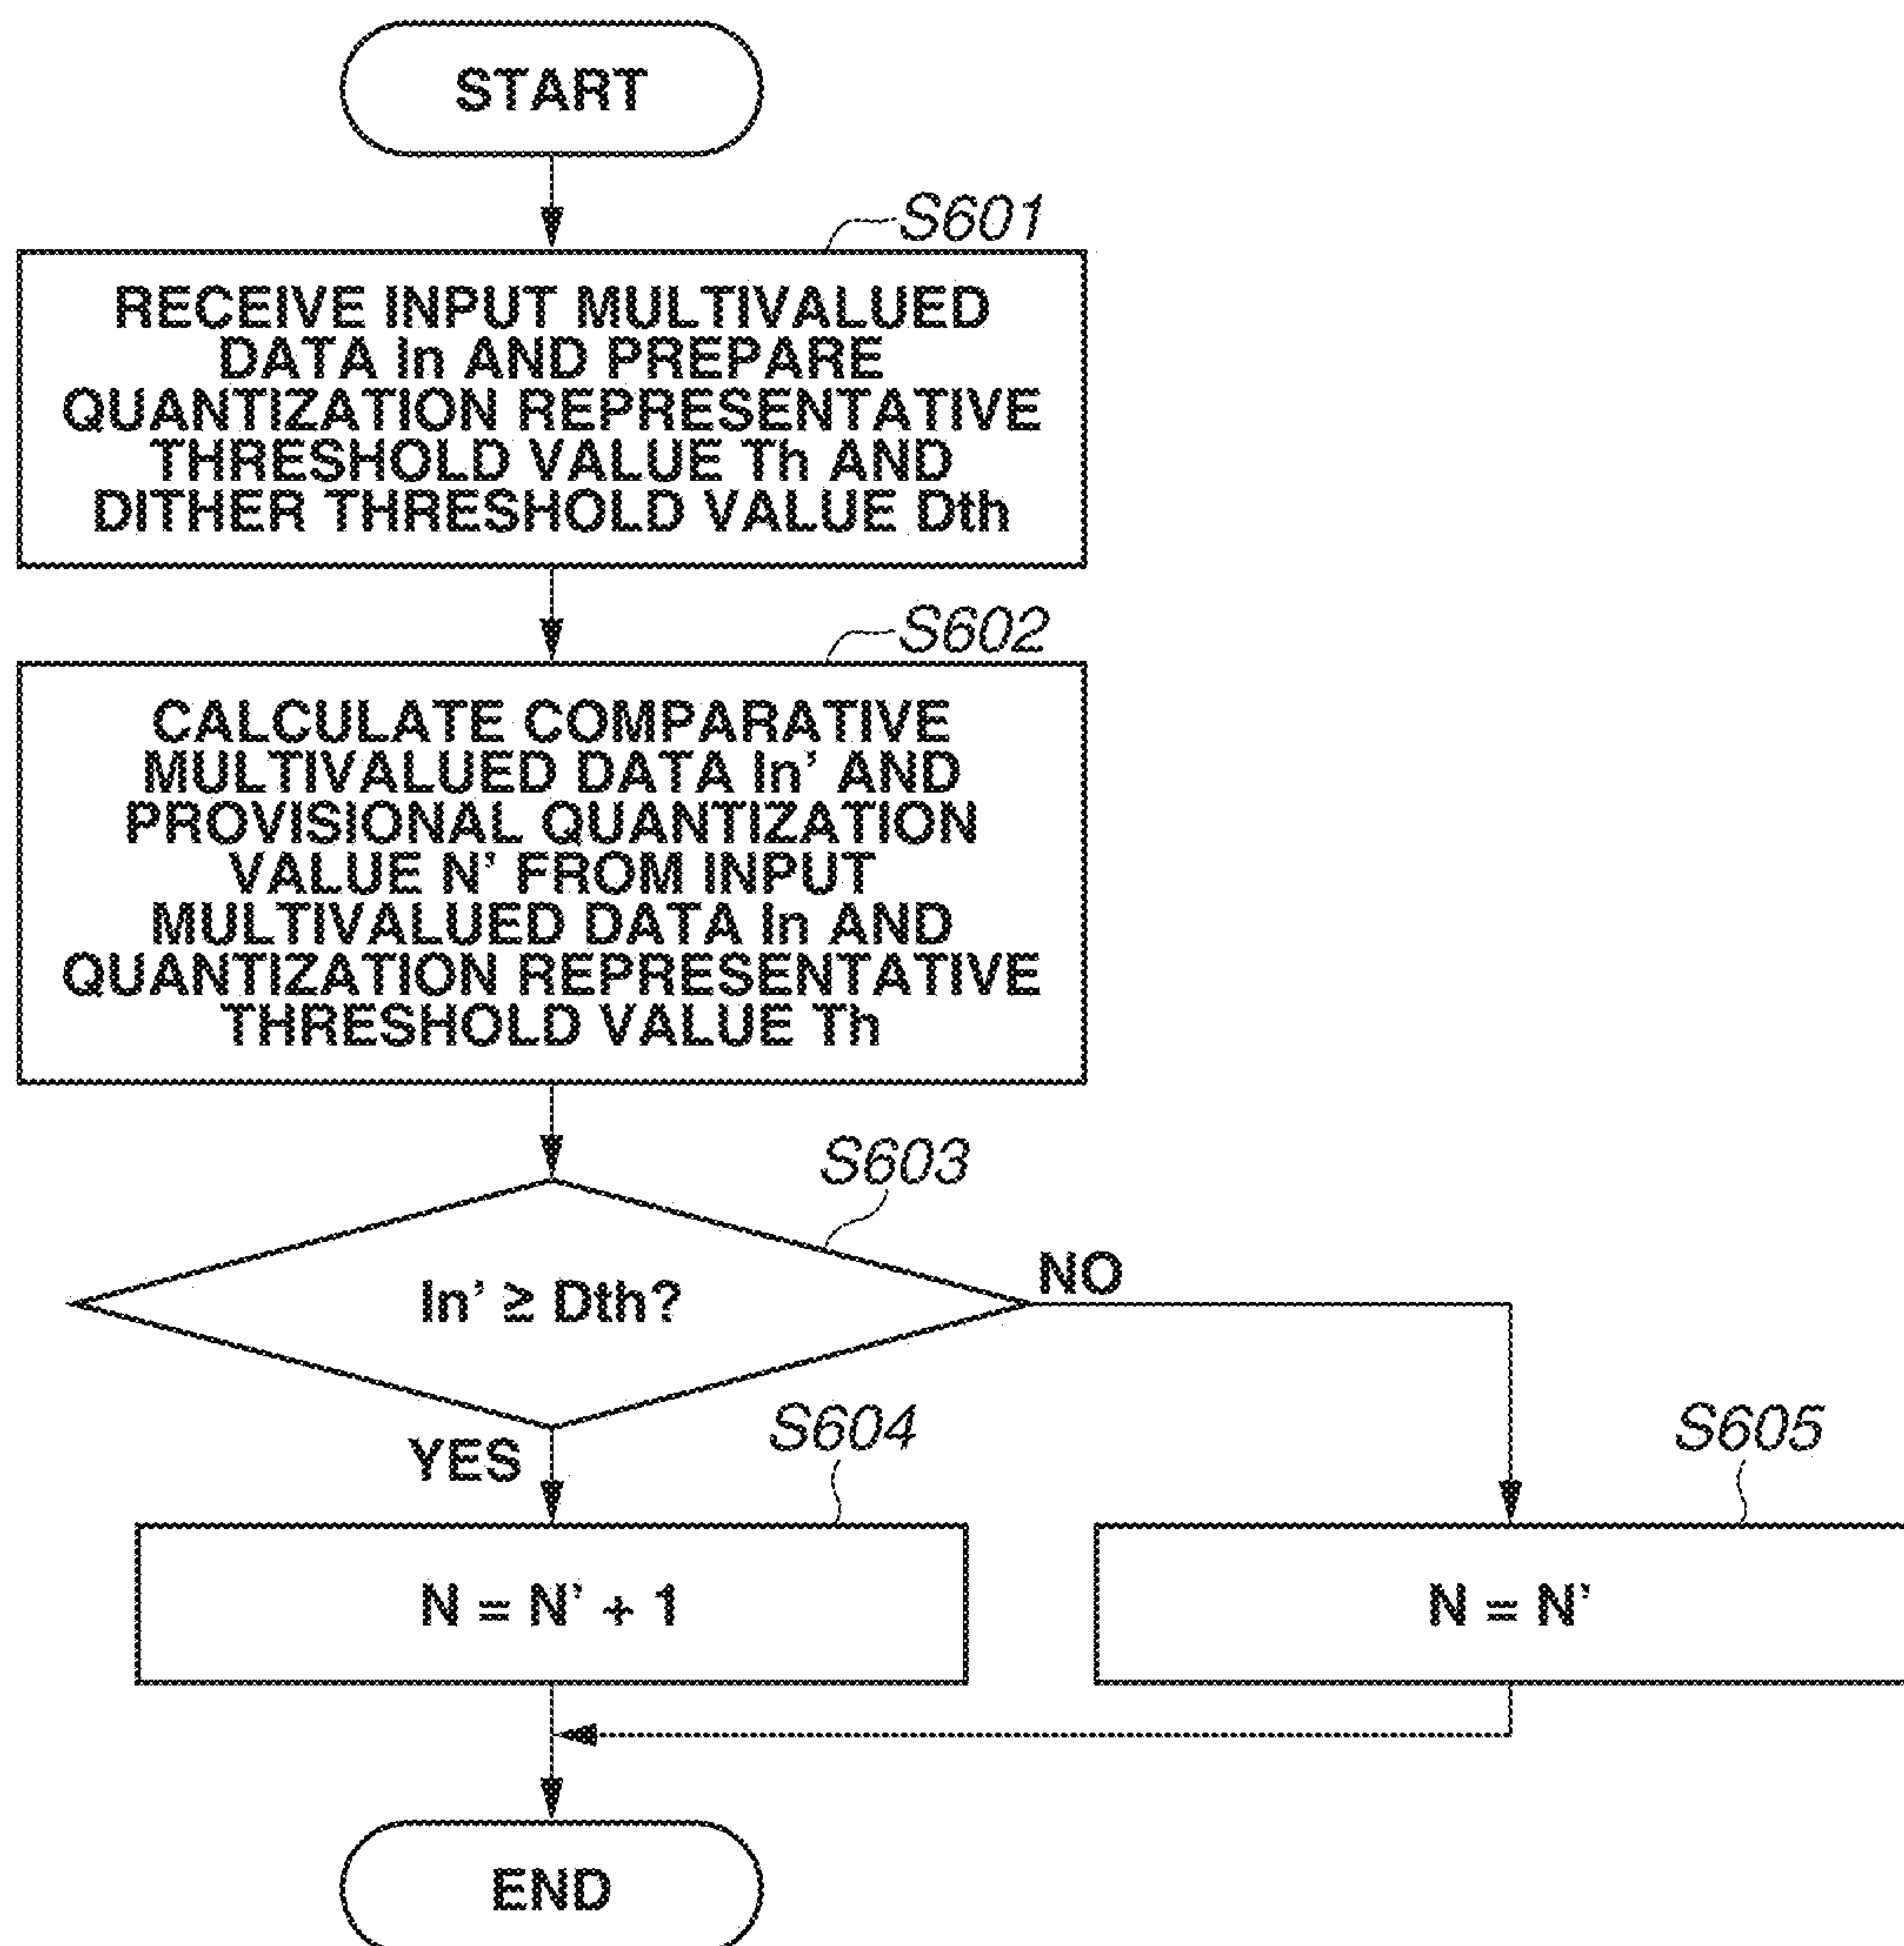 START
S601
RECEIVE INPUT MULTIVALUED
DATA In AND PREPARE
QUANTIZATION REPRESENTATIVE
THRESHOLD VALUE Th AND
DITHER THRESHOLD VALUE Dth
S602
CALCULATE COMPARATIVE
MULTIVALUED DATA In’ AND
PROVISIONAL QUANTIZATION
VALUE N’ FROM INPUT
MULTIVALUED DATA In AND
QUANTIZATION REPRESENTATIVE
THRESHOLD VALUE Th
S603
In’ ≥ Dth?
NO
YES
S604
S605
N = N’ + 1
N = N’
END